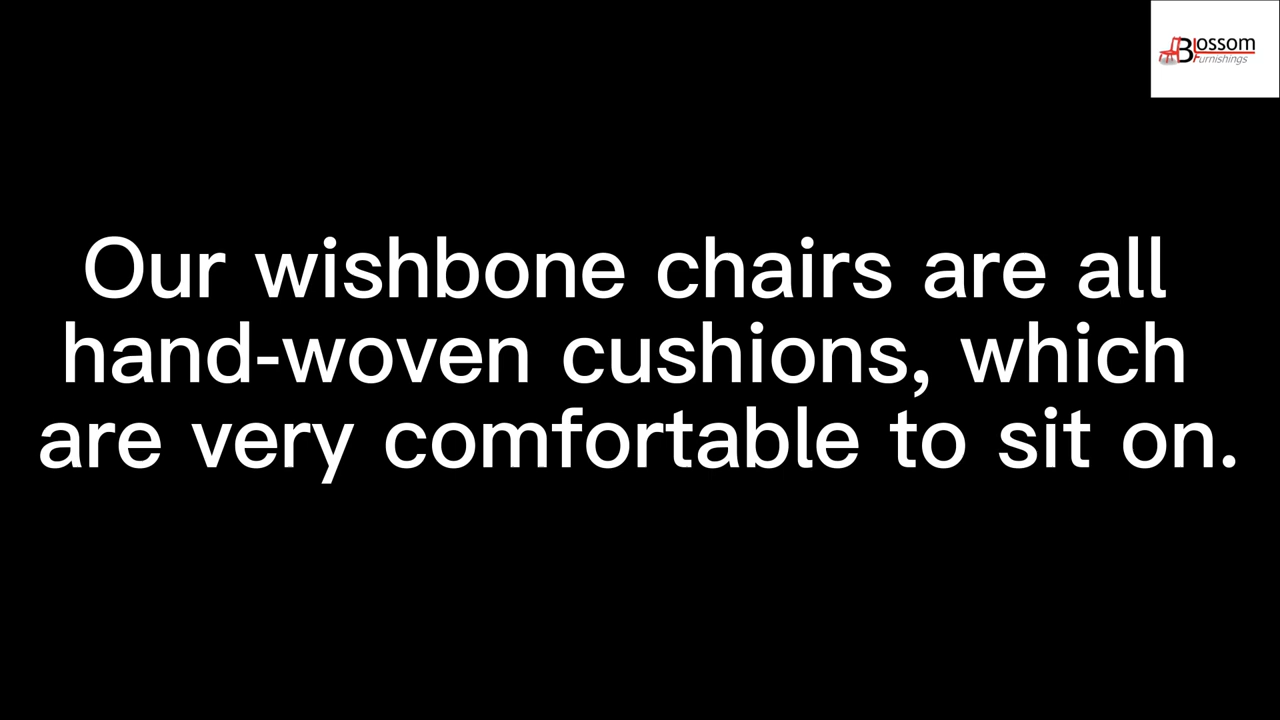 Blossom
Furnishings
Our wishbone chairs are all
hand-woven cushions, which
are very comfortable to sit on.